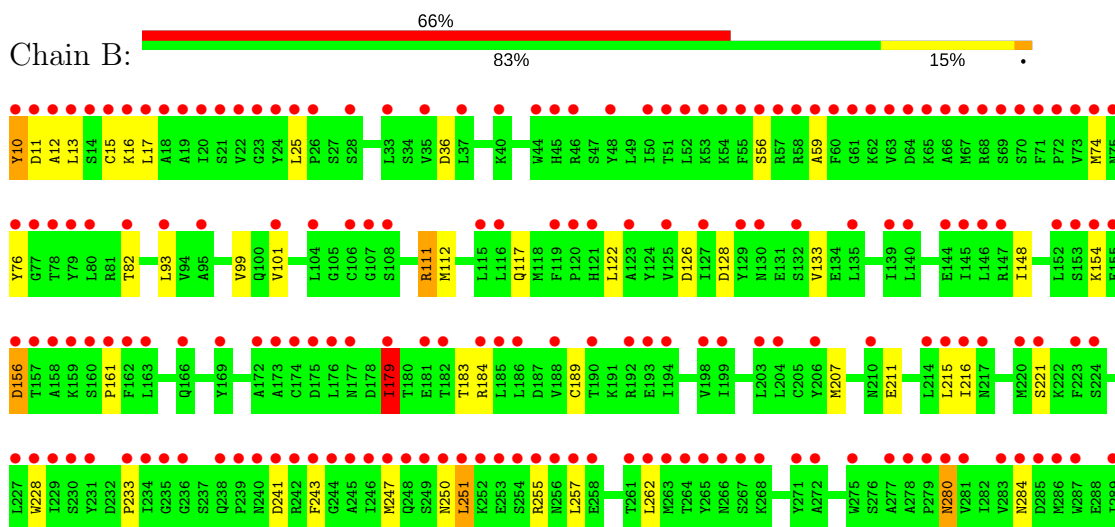 66%
Chain B:
83% 15% •
Y10 D11 A12 L13 S14 C15 K16 L17 A18 A19 I20 S21 V22 G23 Y24 L25 P26 S27 S28 L33 S34 V35 D36 L37 K40 W44 H45 R46 S47 Y48 L49 I50 T51 L52 K53 K54 F55 S56 R57 R58 A59 F60 G61 K62 V63 D64 K65 A66 M67 R68 S69 S70 F71 P72 V73 M74 N75
Y76 G77 T78 Y79 L80 R81 T82 L93 V94 A95 V99 Q100 V101 L104 G105 C106 G107 S108 R111 M112 L115 L116 Q117 M118 F119 P120 H121 L122 A123 Y124 V125 D126 I127 D128 Y129 N130 E131 S132 V133 E134 L135 I139 L140 E144 I145 L146 R147 T148 L152 S153 K154 E155
D156 T157 A158 K159 S160 P161 F162 L163 Q166 Y169 A172 A173 C174 D175 L176 N177 D178 I179 T180 E181 T182 T183 R184 L185 L186 D187 V188 C189 T190 K191 R192 E193 I194 V198 I199 L203 L204 C205 Y206 M207 N210 E211 L214 L215 I216 N217 M220 S221 K222 F223 S224
L227 W228 I229 S230 Y231 D232 P233 I234 G235 G236 S237 Q238 P239 N240 D241 R242 F243 G244 A245 I246 M247 Q248 S249 N250 L251 K252 E253 S254 R255 N256 L257 E258 T261 L262 M263 T264 Y265 N266 S267 K268 Y271 A272 W275 S276 A277 A278 P279 N280 V281 I282 V283 N284 D285 M286 W287 E288